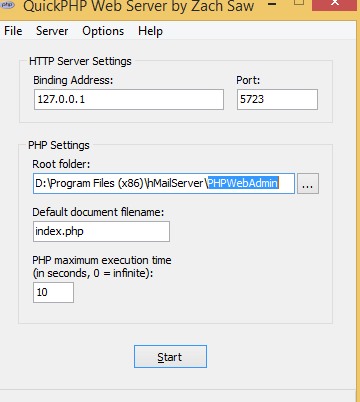 php QuickPHP Web Server by Zach Saw
File Server Options Help
HTTP Server Settings
Binding Address: Port:
127.0.0.1 5723
PHP Settings
Root folder:
D:\Program Files (x86)\hMailServer\PHPWebAdmin ...
Default document filename:
index.php
PHP maximum execution time
(in seconds, 0 = infinite):
10
Start